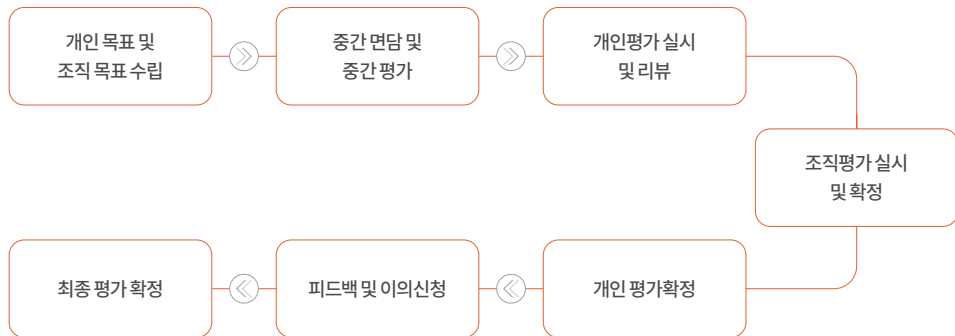 개인 목표 및
조직 목표 수립
중간 면담 및
중간 평가
개인평가 실시
및 리뷰
조직평가 실시
및 확정
개인 평가확정
피드백 및 이의신청
최종 평가 확정